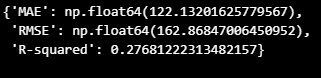 {'MAE': np.float64(122.13201625779567),
'RMSE': np.float64(162.86847006450952),
'R-squared': 0.27681222313482157}